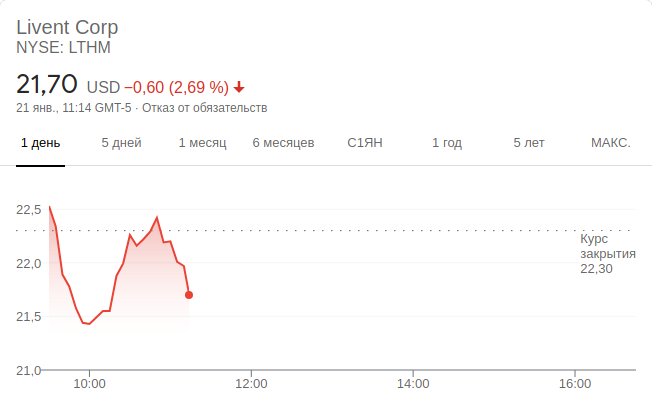 Livent Corp
NYSE: LTHM
21,70 USD −0,60 (2,69 %)
21 янв., 11:14 GMT-5 · Отказ от обязательств
1 день 5 дней 1 месяц 6 месяцев С1ЯН 1 год 5 лет МАКС.
22,5
22,0
21,5
21,0
Курс
закрытия
22,30
10:00 12:00 14:00 16:00